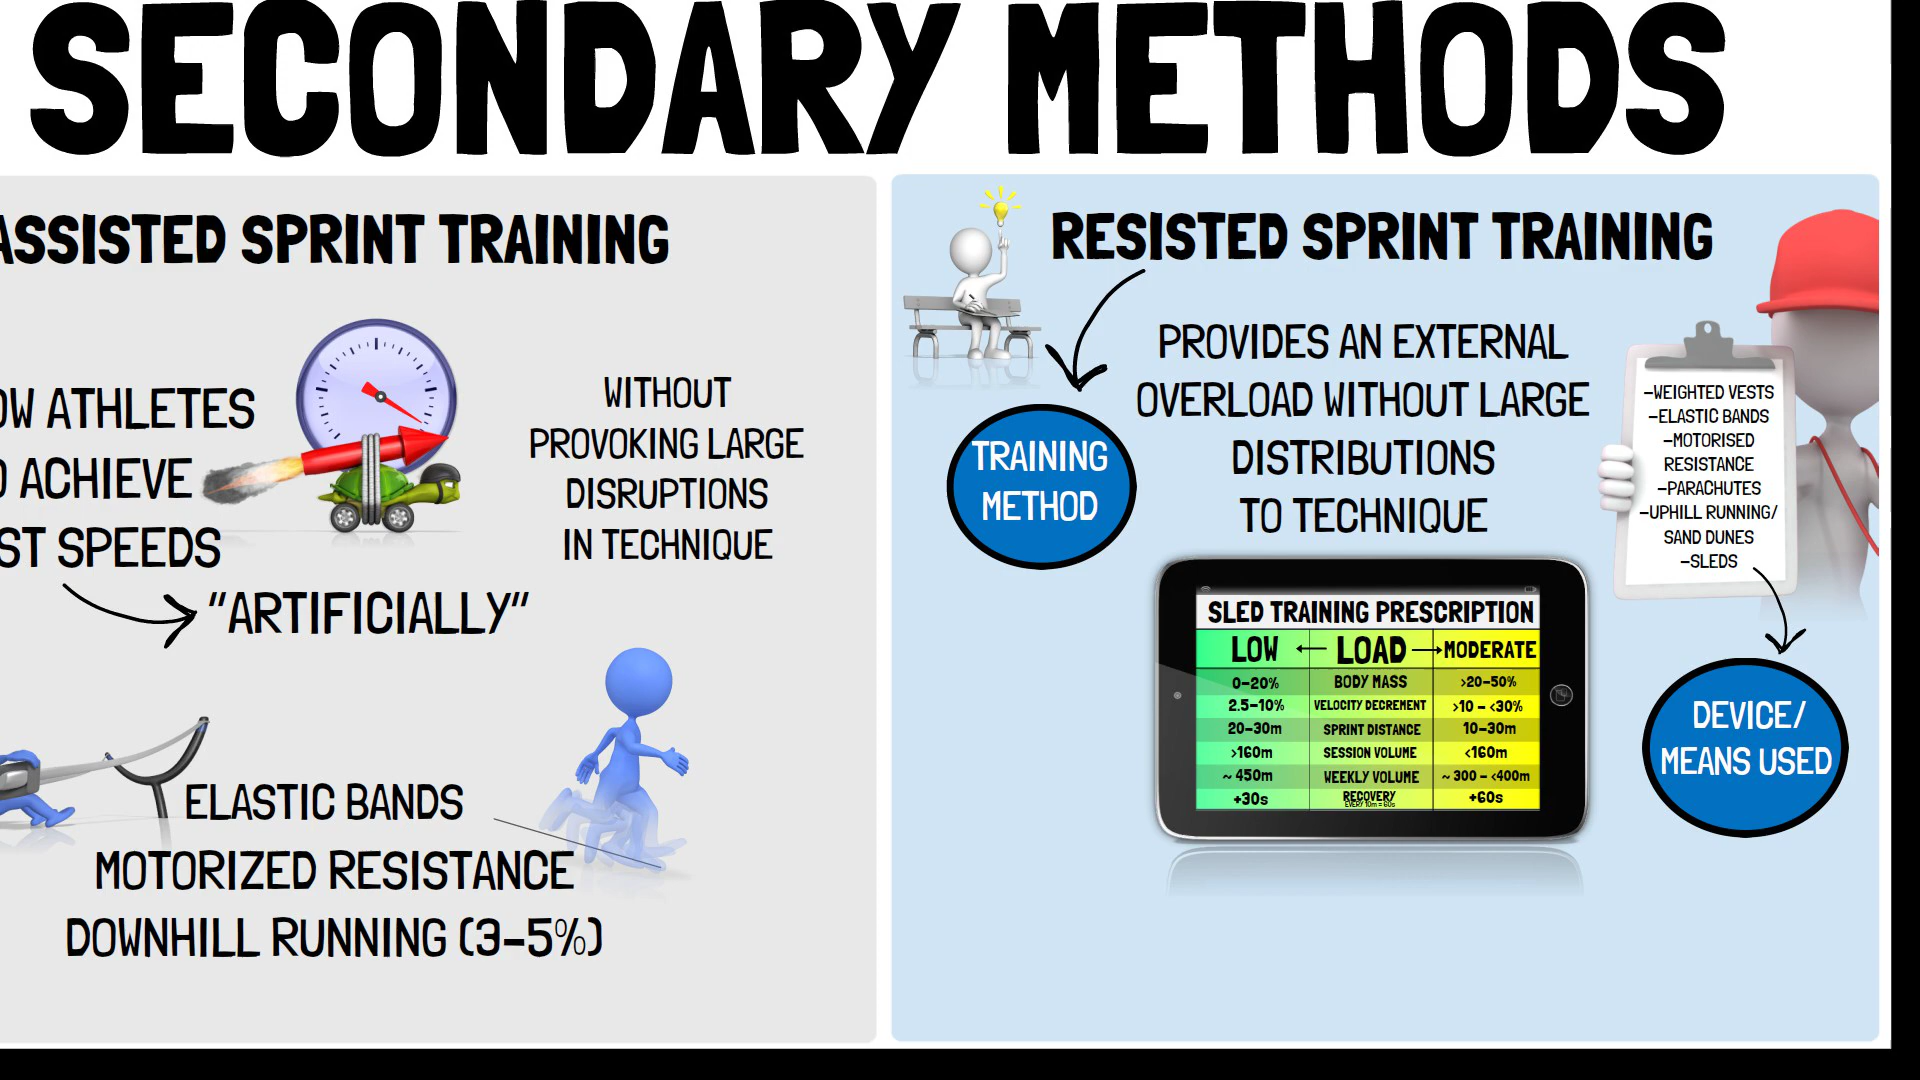 SECONDARY METHODS
ASSISTED SPRINT TRAINING
OW ATHLETES
ACHIEVE
ST SPEEDS
"ARTIFICIALLY"
WITHOUT
PROVOKING LARGE
DISRUPTIONS
IN TECHNIQUE
ELASTIC BANDS
MOTORIZED RESISTANCE
DOWNHILL RUNNING (3-5%)
RESISTED SPRINT TRAINING
TRAINING
METHOD
PROVIDES AN EXTERNAL
OVERLOAD WITHOUT LARGE
DISTRIBUTIONS
TO TECHNIQUE
-WEIGHTED VESTS
-ELASTIC BANDS
-MOTORISED
RESISTANCE
-PARACHUTES
-UPHILL RUNNING/
SAND DUNES
-SLEDS
DEVICE/
MEANS USED
SLED TRAINING PRESCRIPTION
LOW LOAD MODERATE
0-20% BODY MASS >20-50%
2.5-10% VELOCITY DECREMENT >10 - <30%
20-30m SPRINT DISTANCE 10-30m
>160m SESSION VOLUME <160m
~ 450m WEEKLY VOLUME ~ 300 - <400m
+30s RECOVERY +60s
EVERY 10m = 60s